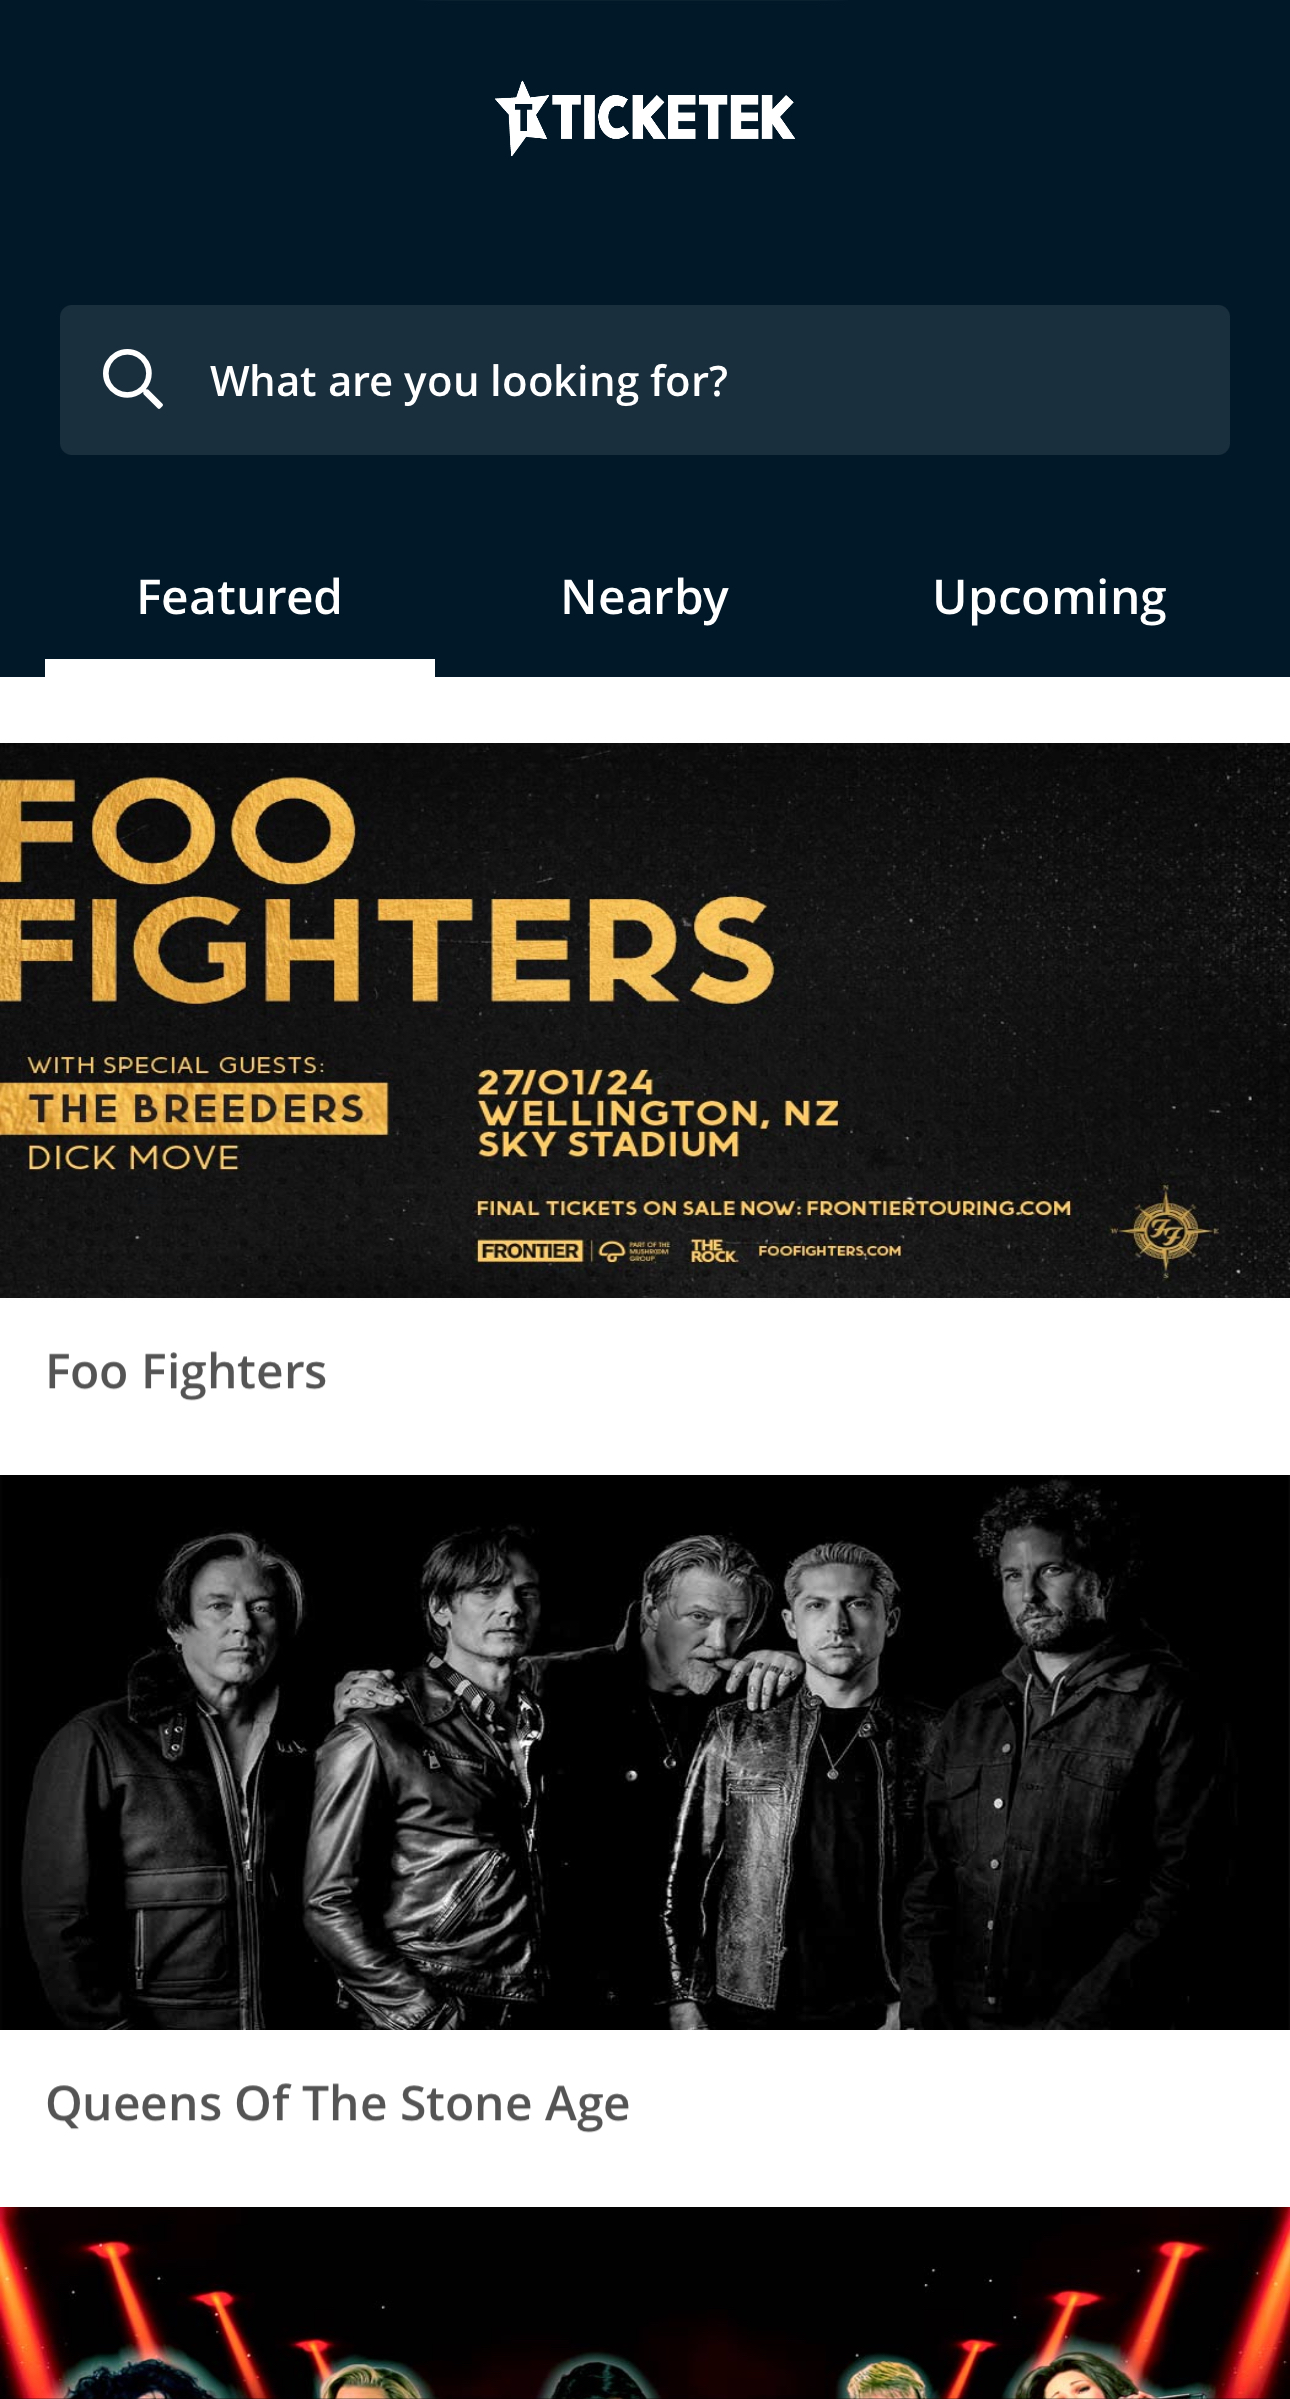 TICKETEK
What are you looking for?
Featured
Nearby
Upcoming
FOO
FIGHTERS
WITH SPECIAL GUESTS:
THE BREEDERS
DICK MOVE
27/01/24
WELLINGTON, NZ
SKY STADIUM
FINAL TICKETS ON SALE NOW: FRONTIERTOURING.COM
FRONTIER
PART OF THE
MUSHROOM
GROUP
THE
ROCK
FOOFIGHTERS.COM
N
W
E
S
FF
Foo Fighters
Queens Of The Stone Age